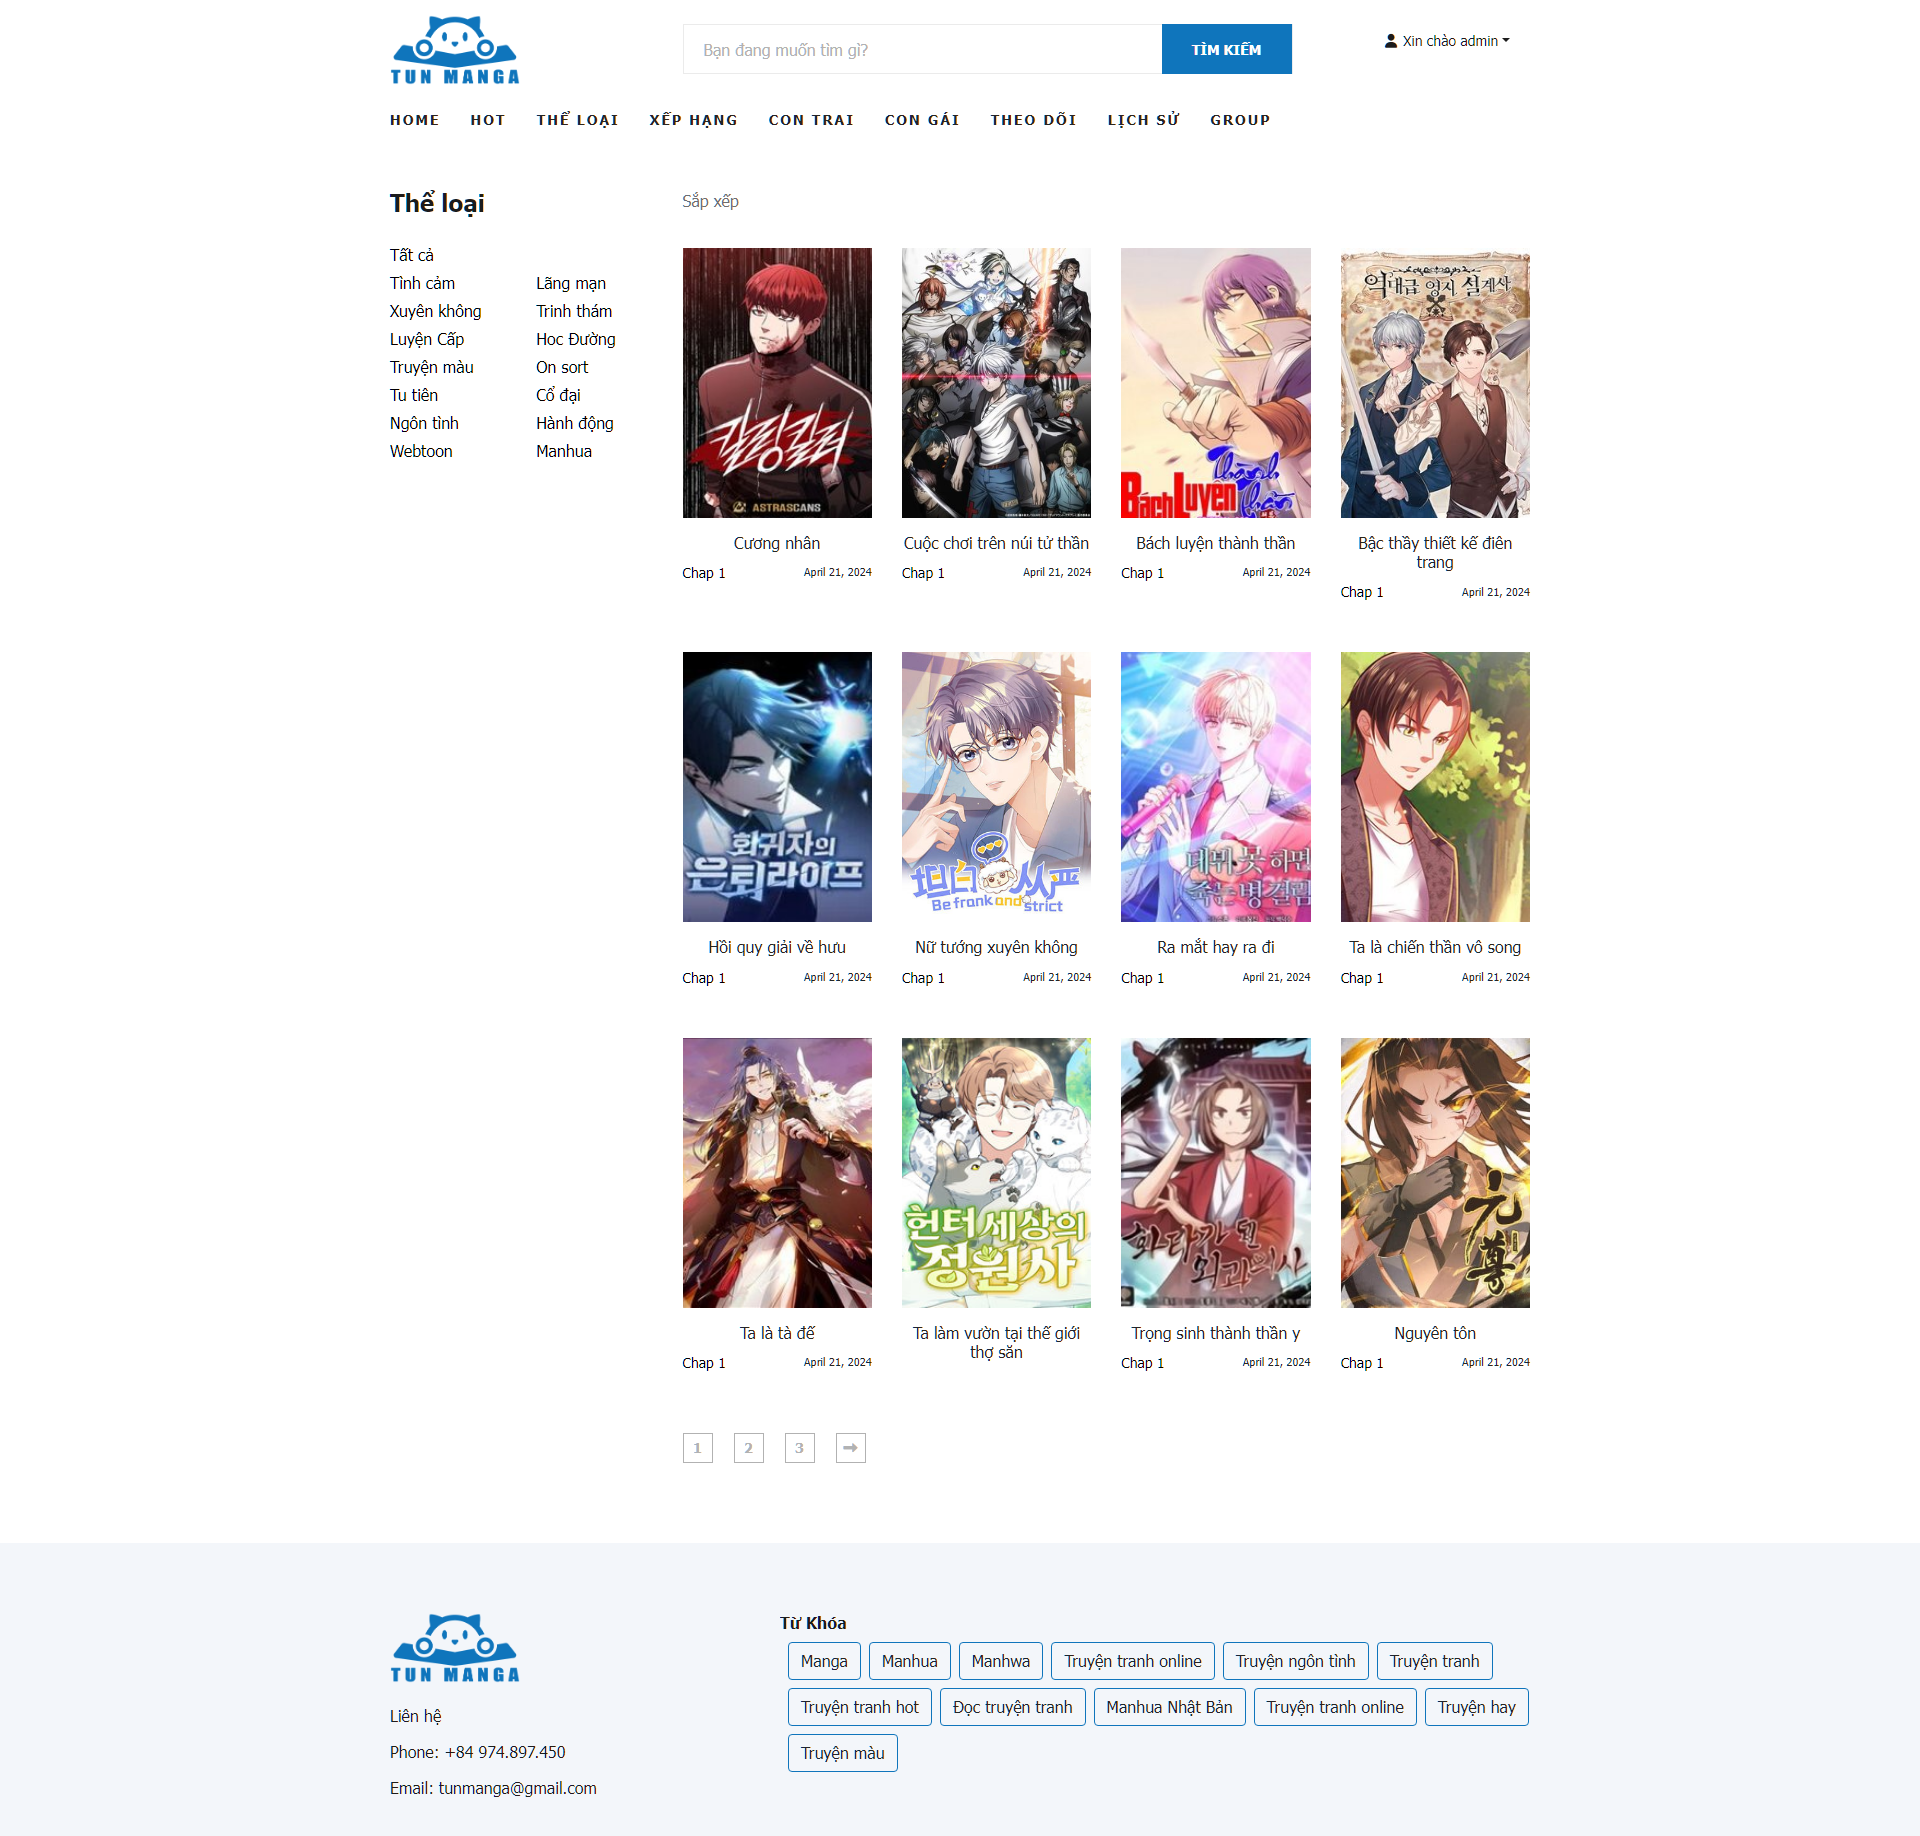 TUN MANGA
Bạn đang muốn tìm gì?
TÌM KIẾM
Xin chào admin
HOME HOT THỂ LOẠI XẾP HẠNG CON TRAI CON GÁI THEO DÕI LỊCH SỬ GROUP
Thể loại
Tất cả
Tình cảm Lãng mạn
Xuyên không Trinh thám
Luyện Cấp Hoc Đường
Truyện màu On sort
Tu tiên Cổ đại
Ngôn tình Hành động
Webtoon Manhua
Sắp xếp
킬링킬러
ASTRASCANS
Cương nhân
Chap 1 April 21, 2024
Cuộc chơi trên núi tử thần
Chap 1 April 21, 2024
Bách Luyện
Thành
Thần
Bách luyện thành thần
Chap 1 April 21, 2024
역대급 영지 설계사
Bậc thầy thiết kế điên
trang
Chap 1 April 21, 2024
회귀자의
은퇴라이프
Hồi quy giải về hưu
Chap 1 April 21, 2024
坦白从严
Be frank and strict
Nữ tướng xuyên không
Chap 1 April 21, 2024
데뷔 못 하면
죽는 병 걸림
Ra mắt hay ra đi
Chap 1 April 21, 2024
Ta là chiến thần vô song
Chap 1 April 21, 2024
Ta là tà đế
Chap 1 April 21, 2024
헌터 세상의
정원사
Ta làm vườn tại thế giới
thợ săn
화타가 된
외과의사
Trọng sinh thành thần y
Chap 1 April 21, 2024
元
尊
Nguyên tôn
Chap 1 April 21, 2024
1 2 3
TUN MANGA
Liên hệ
Phone: +84 974.897.450
Email: tunmanga@gmail.com
Từ Khóa
Manga Manhua Manhwa Truyện tranh online Truyện ngôn tình Truyện tranh
Truyện tranh hot Đọc truyện tranh Manhua Nhật Bản Truyện tranh online Truyện hay
Truyện màu